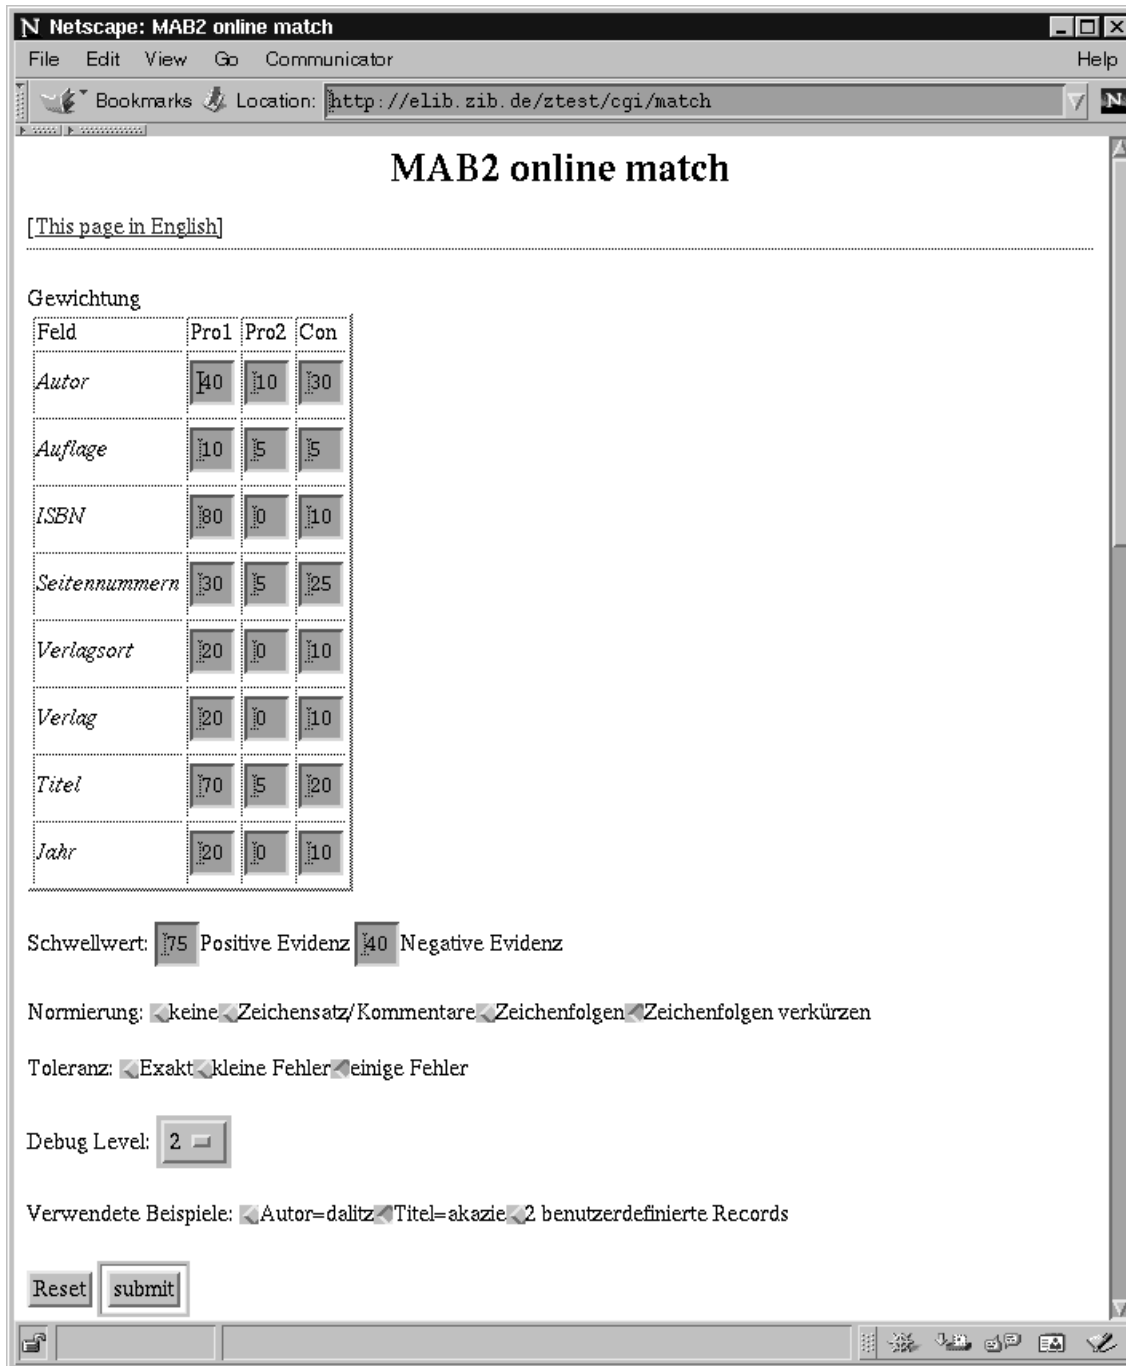 N Netscape: MAB2 online match
File Edit View Go Communicator Help
Bookmarks Location: http://elib.zib.de/ztest/cgi/match N
MAB2 online match
[This page in English]
Gewichtung
Feld Pro1 Pro2 Con
Autor 40 10 30
Auflage 10 5 5
ISBN 80 0 10
Seitennummern 30 5 25
Verlagsort 20 0 10
Verlag 20 0 10
Titel 70 5 20
Jahr 20 0 10
Schwellwert: 75 Positive Evidenz 40 Negative Evidenz
Normierung: keine Zeichensatz/Kommentare Zeichenfolgen Zeichenfolgen verkürzen
Toleranz: Exakt kleine Fehler einige Fehler
Debug Level: 2
Verwendete Beispiele: Autor=dalitz Titel=akazie 2 benutzerdefinierte Records
Reset submit